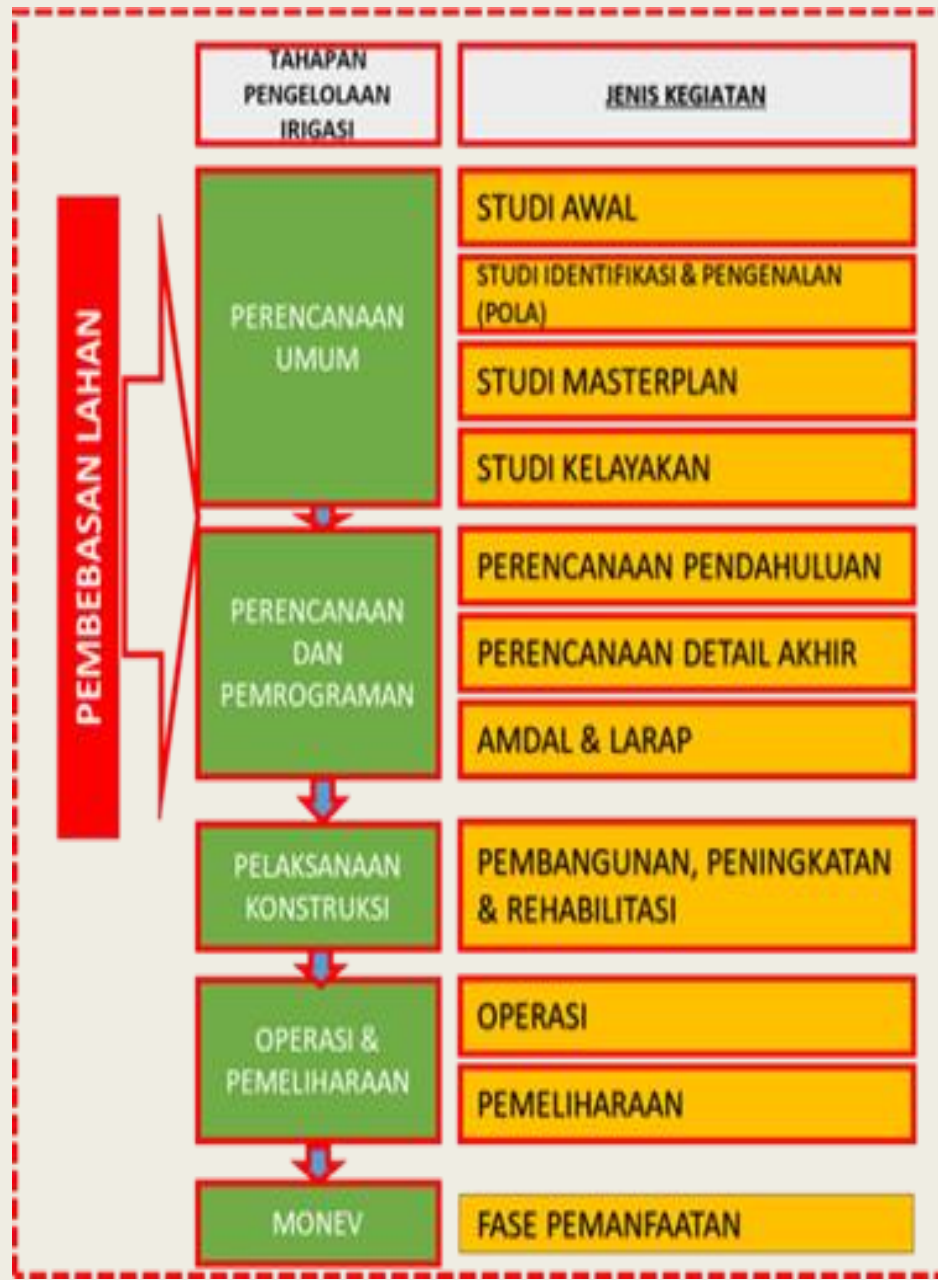 TAHAPAN
PENGELOLAAN
IRIGASI
JENIS KEGIATAN
PEMBEBASAN LAHAN
PERENCANAAN
UMUM
STUDI AWAL
STUDI IDENTIFIKASI & PENGENALAN
(POLA)
STUDI MASTERPLAN
STUDI KELAYAKAN
PERENCANAAN
DAN
PEMROGRAMAN
PERENCANAAN PENDAHULUAN
PERENCANAAN DETAIL AKHIR
AMDAL & LARAP
PELAKSANAAN
KONSTRUKSI
PEMBANGUNAN, PENINGKATAN
& REHABILITASI
OPERASI &
PEMELIHARAAN
OPERASI
PEMELIHARAAN
MONEV
FASE PEMANFAATAN